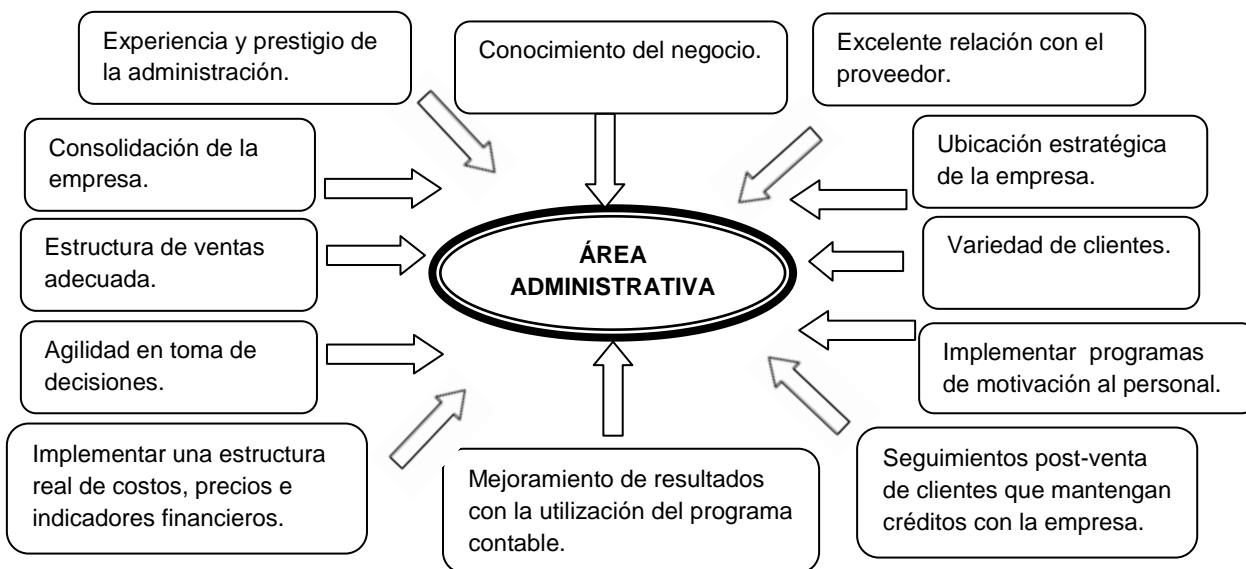 Experiencia y prestigio de
la administración.
Conocimiento del negocio.
Excelente relación con el
proveedor.
Consolidación de la
empresa.
Ubicación estratégica
de la empresa.
Estructura de ventas
adecuada.
ÁREA
ADMINISTRATIVA
Variedad de clientes.
Agilidad en toma de
decisiones.
Implementar programas
de motivación al personal.
Implementar una estructura
real de costos, precios e
indicadores financieros.
Mejoramiento de resultados
con la utilización del programa
contable.
Seguimientos post-venta
de clientes que mantengan
créditos con la empresa.